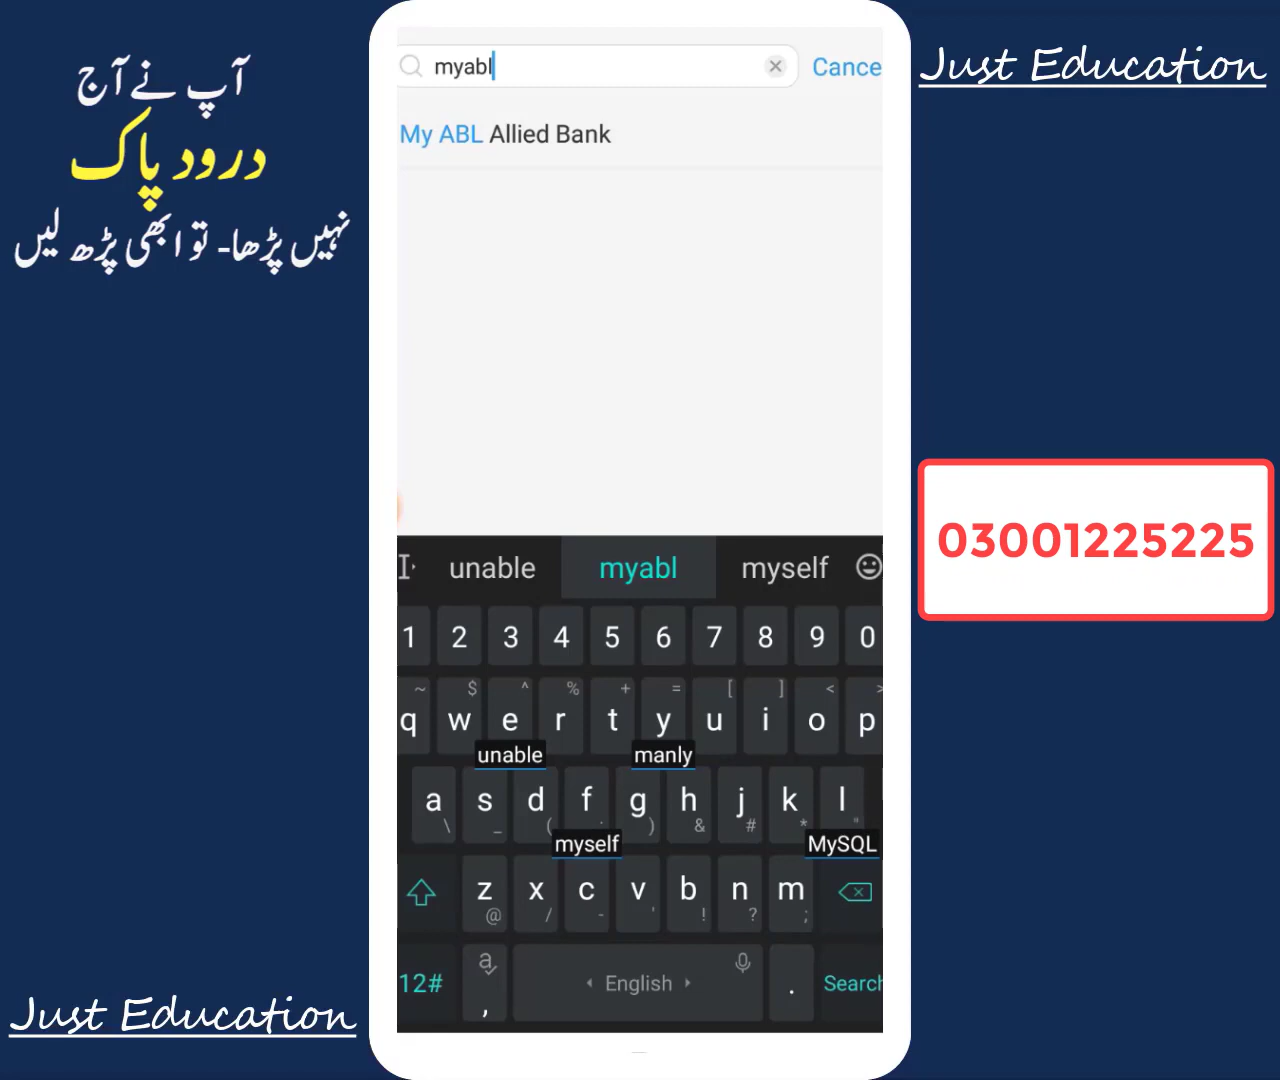 آپ نے آج
درود پاک
نہیں پڑھا۔ تو ابھی پڑھ لیں
Just Education
myabl
Cance
My ABL Allied Bank
03001225225
unable myabl myself
1 2 3 4 5 6 7 8 9 0
~ $ ^ % + = [ ] < >
q w e r t y u i o p
unable manly
a s d f g h j k l
\ _ ( ) & # * "
myself MySQL
z x c v b n m
@ / - ' ! ? ;
12# a , English . Search
Just Education